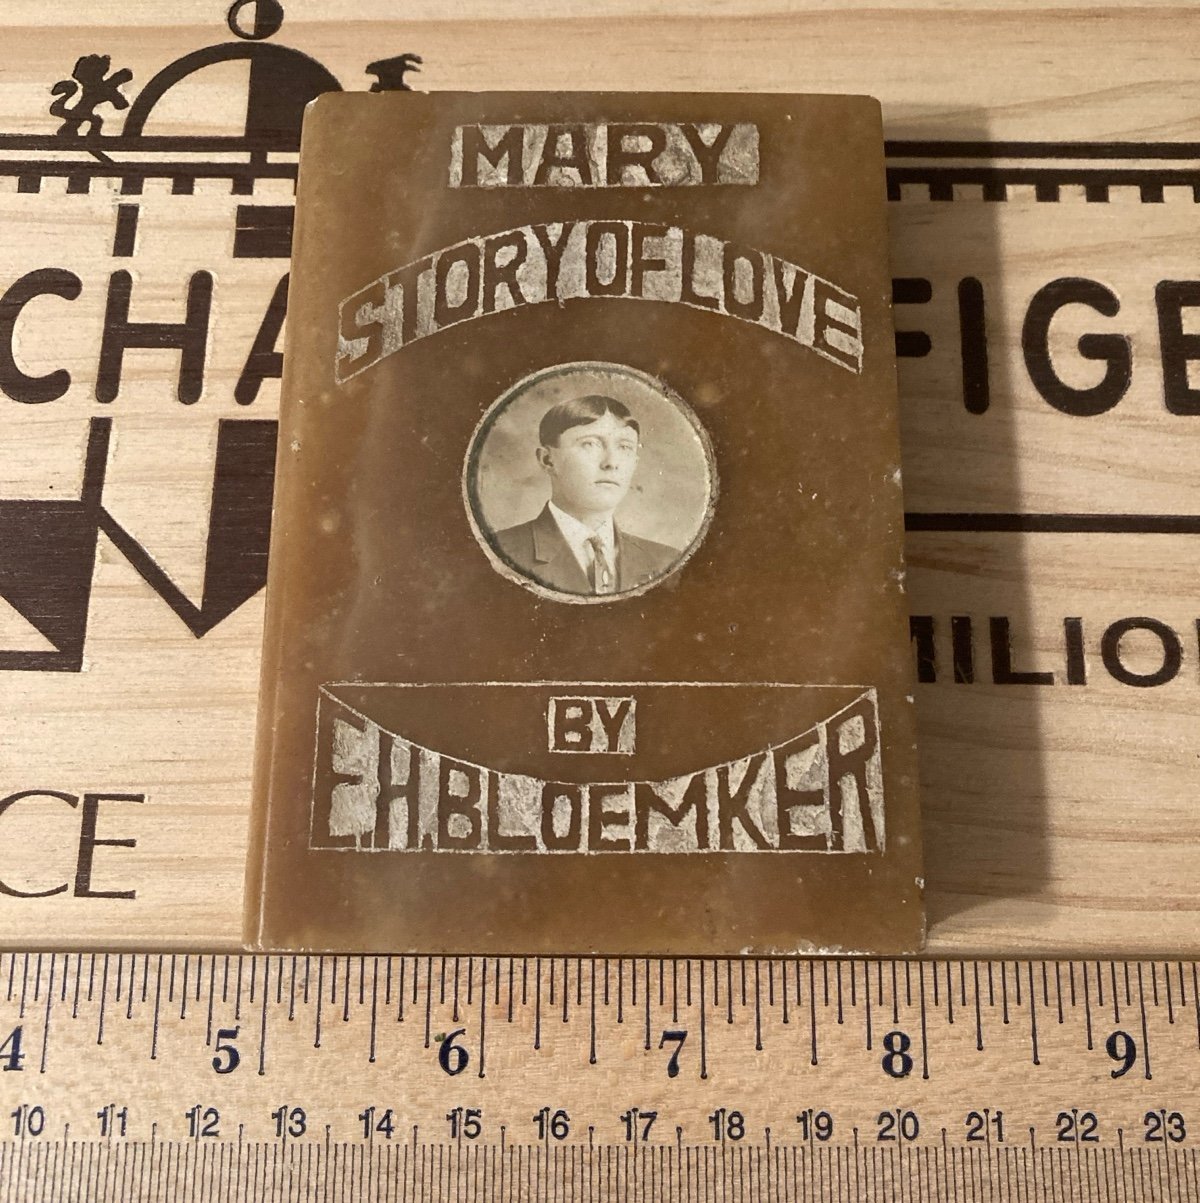 MARY
STORY OF LOVE
BY
E.H.BLOEMKER
CHA
FIGE
MILIO
CE
4 5 6 7 8 9
10 11 12 13 14 15 16 17 18 19 20 21 22 23